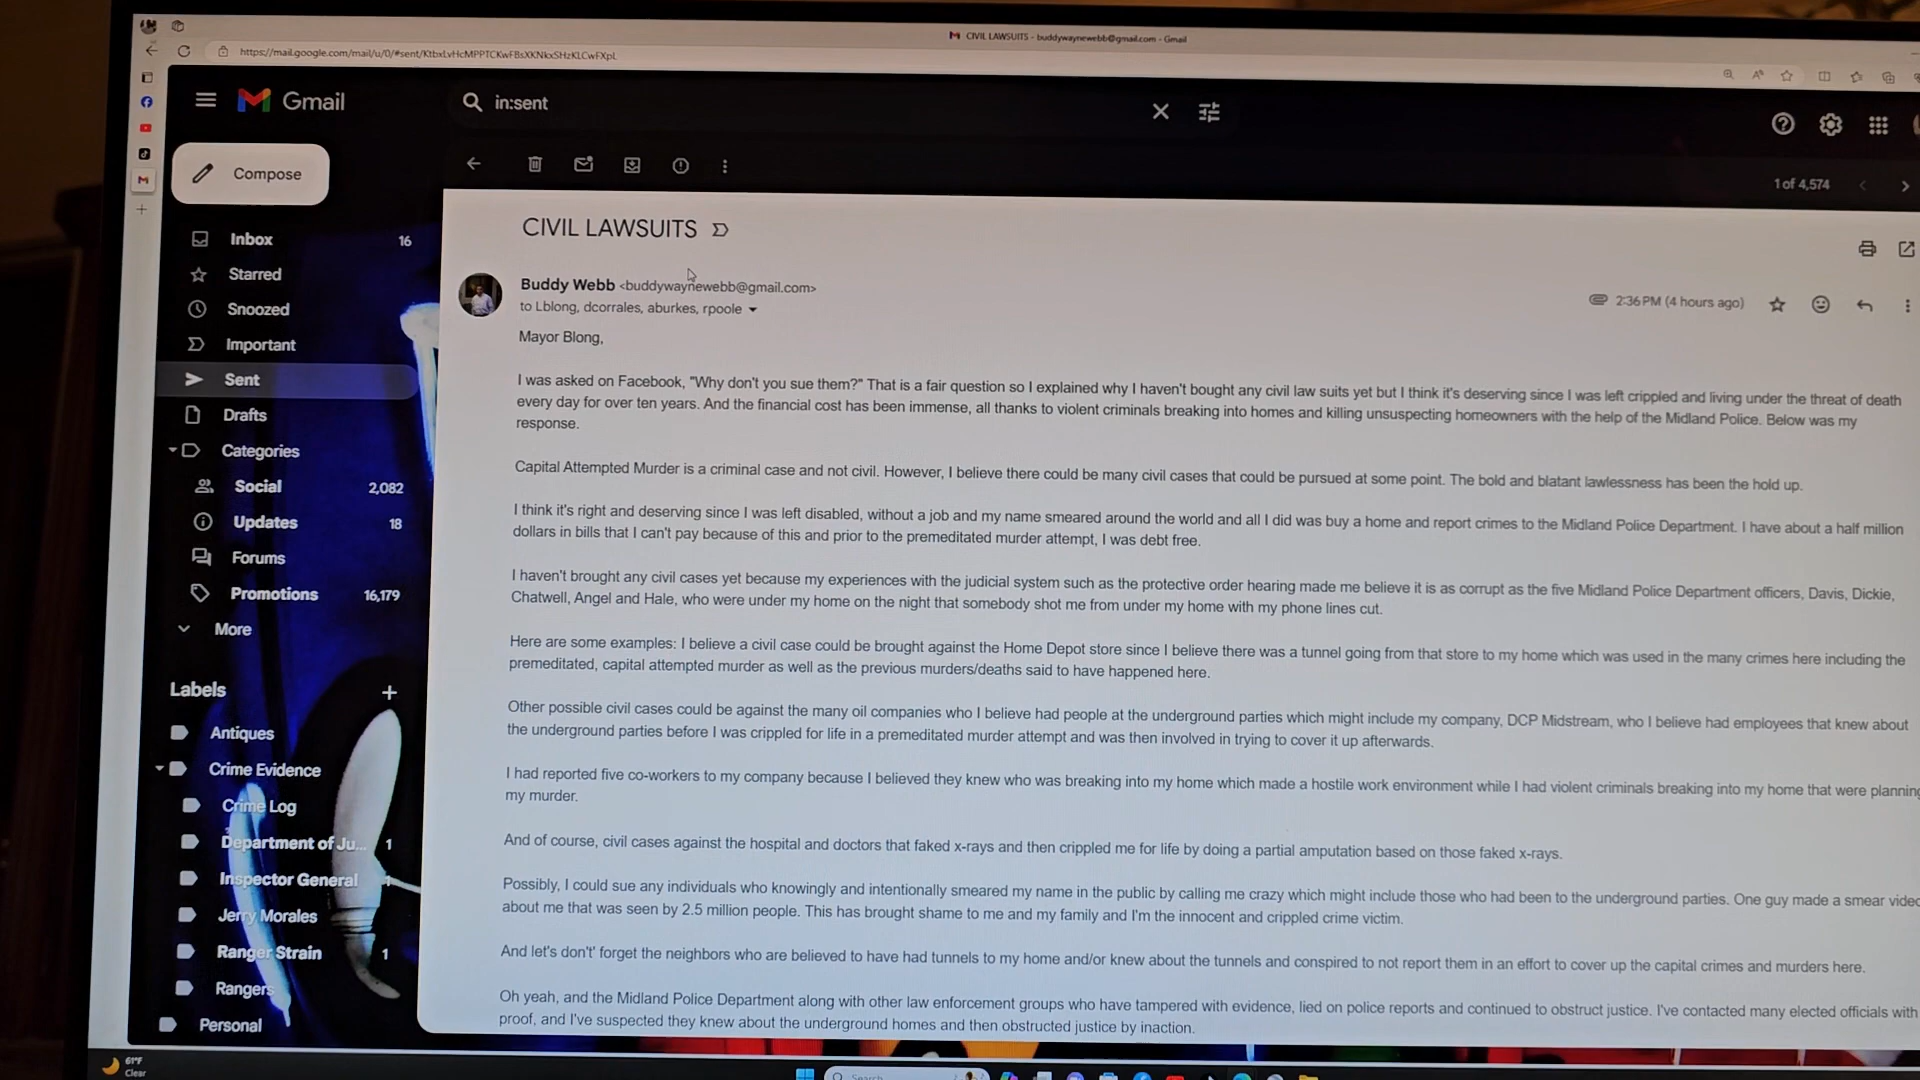 CIVIL LAWSUITS - buddywaynewebb@gmail.com - Gmail
https://mail.google.com/mail/u/0/#sent/KtbxLvHcMPPTCKwFBsXKNkxSHzKLCwFXpL
Gmail
in:sent
Compose
1 of 4,574
Inbox 16
Starred
Snoozed
Important
Sent
Drafts
Categories
Social 2,082
Updates 18
Forums
Promotions 16,179
More
Labels
Antiques
Crime Evidence
Crime Log
Department of Ju... 1
Inspector General 1
Jerry Morales
Ranger Strain 1
Rangers
Personal
CIVIL LAWSUITS
Buddy Webb <buddywaynewebb@gmail.com>
2:36 PM (4 hours ago)
to Lblong, dcorrales, aburkes, rpoole
Mayor Blong,
I was asked on Facebook, "Why don't you sue them?" That is a fair question so I explained why I haven't bought any civil law suits yet but I think it's deserving since I was left crippled and living under the threat of death
every day for over ten years. And the financial cost has been immense, all thanks to violent criminals breaking into homes and killing unsuspecting homeowners with the help of the Midland Police. Below was my
response.
Capital Attempted Murder is a criminal case and not civil. However, I believe there could be many civil cases that could be pursued at some point. The bold and blatant lawlessness has been the hold up.
I think it's right and deserving since I was left disabled, without a job and my name smeared around the world and all I did was buy a home and report crimes to the Midland Police Department. I have about a half million
dollars in bills that I can't pay because of this and prior to the premeditated murder attempt, I was debt free.
I haven't brought any civil cases yet because my experiences with the judicial system such as the protective order hearing made me believe it is as corrupt as the five Midland Police Department officers, Davis, Dickie,
Chatwell, Angel and Hale, who were under my home on the night that somebody shot me from under my home with my phone lines cut.
Here are some examples: I believe a civil case could be brought against the Home Depot store since I believe there was a tunnel going from that store to my home which was used in the many crimes here including the
premeditated, capital attempted murder as well as the previous murders/deaths said to have happened here.
Other possible civil cases could be against the many oil companies who I believe had people at the underground parties which might include my company, DCP Midstream, who I believe had employees that knew about
the underground parties before I was crippled for life in a premeditated murder attempt and was then involved in trying to cover it up afterwards.
I had reported five co-workers to my company because I believed they knew who was breaking into my home which made a hostile work environment while I had violent criminals breaking into my home that were planning
my murder.
And of course, civil cases against the hospital and doctors that faked x-rays and then crippled me for life by doing a partial amputation based on those faked x-rays.
Possibly, I could sue any individuals who knowingly and intentionally smeared my name in the public by calling me crazy which might include those who had been to the underground parties. One guy made a smear video
about me that was seen by 2.5 million people. This has brought shame to me and my family and I'm the innocent and crippled crime victim.
And let's don't' forget the neighbors who are believed to have had tunnels to my home and/or knew about the tunnels and conspired to not report them in an effort to cover up the capital crimes and murders here.
Oh yeah, and the Midland Police Department along with other law enforcement groups who have tampered with evidence, lied on police reports and continued to obstruct justice. I've contacted many elected officials with
proof, and I've suspected they knew about the underground homes and then obstructed justice by inaction.
61°F
Clear
Search